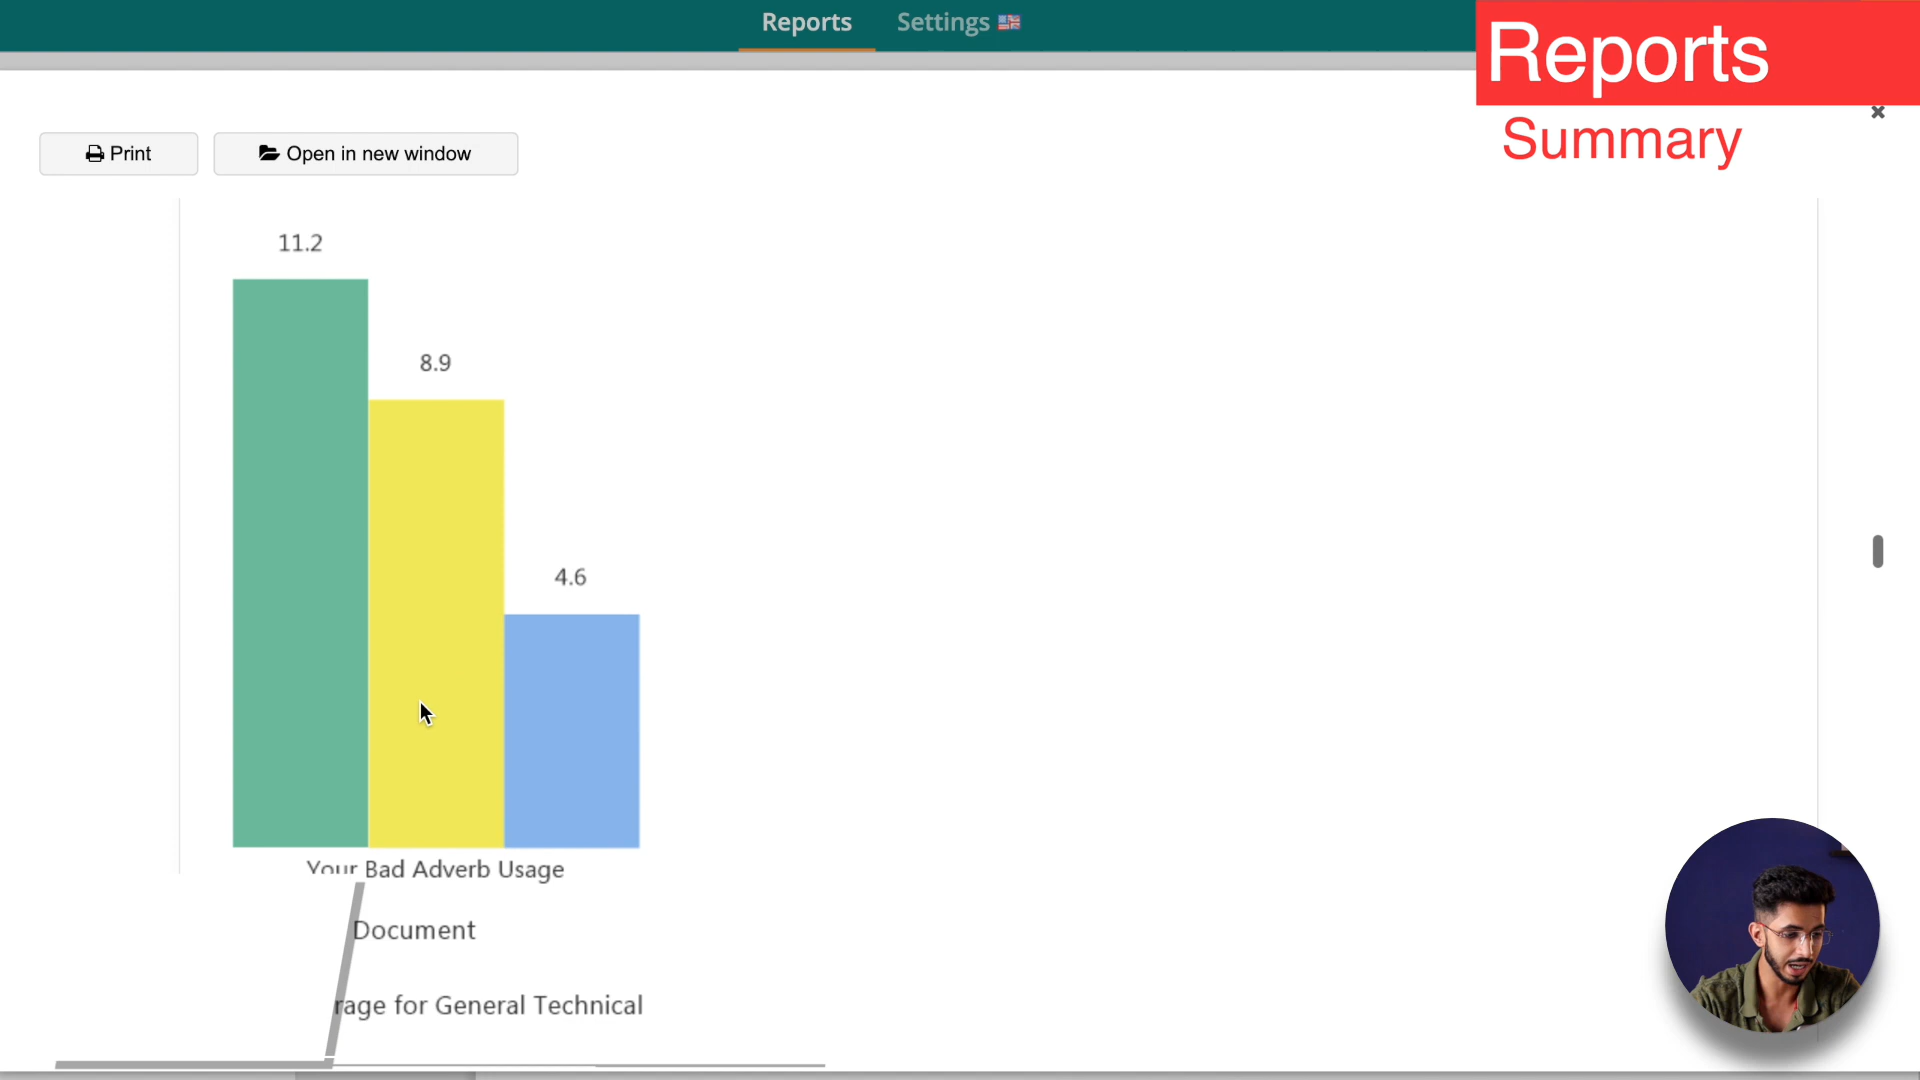 Reports Settings
Reports
Summary
Print Open in new window
11.2
8.9
4.6
Your Bad Adverb Usage
Document
for General Technical